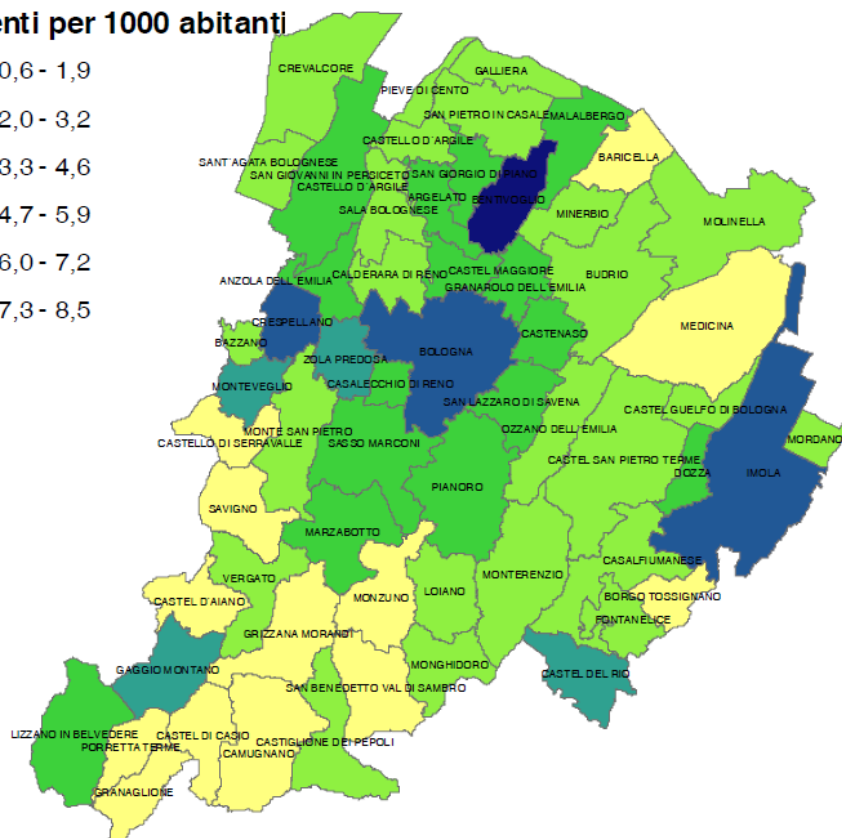 enti per 1000 abitanti
0,6 - 1,9
2,0 - 3,2
3,3 - 4,6
4,7 - 5,9
6,0 - 7,2
7,3 - 8,5
CREVALCORE
GALLIERA
PIEVE DI CENTO
SAN PIETRO IN CASALE
MALALBERGO
CASTELLO D'ARGILE
BARICELLA
SANT'AGATA BOLOGNESE
SAN GIOVANNI IN PERSICETO
SAN GIORGIO DI PIANO
CASTELLO D'ARGILE
ARGELATO
BENTIVOGLIO
SALA BOLOGNESE
MINERBIO
MOLINELLA
ANZOLA DELL'EMILIA
CALDERARA DI RENO
CASTEL MAGGIORE
BUDRIO
GRANAROLO DELL'EMILIA
CRESPELLANO
MEDICINA
BAZZANO
CASTENASO
ZOLA PREDOSA
BOLOGNA
MONTEVEGLIO
CASALECCHIO DI RENO
SAN LAZZARO DI SAVENA
CASTEL GUELFO DI BOLOGNA
MONTE SAN PIETRO
OZZANO DELL'EMILIA
CASTELLO DI SERRAVALLE
SASSO MARCONI
MORDANO
CASTEL SAN PIETRO TERME
DOZZA
IMOLA
PIANORO
SAVIGNO
MARZABOTTO
CASALFIUMANESE
VERGATO
MONTERENZIO
LOIANO
MONZUNO
CASTEL D'AIANO
BORGO TOSSIGNANO
FONTANELICE
GRIZZANA MORANDI
MONGHIDORO
GAGGIO MONTANO
CASTEL DEL RIO
SAN BENEDETTO VAL DI SAMBRO
LIZZANO IN BELVEDERE
CASTEL DI CASIO
PORRETTA TERME
CASTIGLIONE DEI PEPOLI
CAMUGNANO
GRANAGLIONE